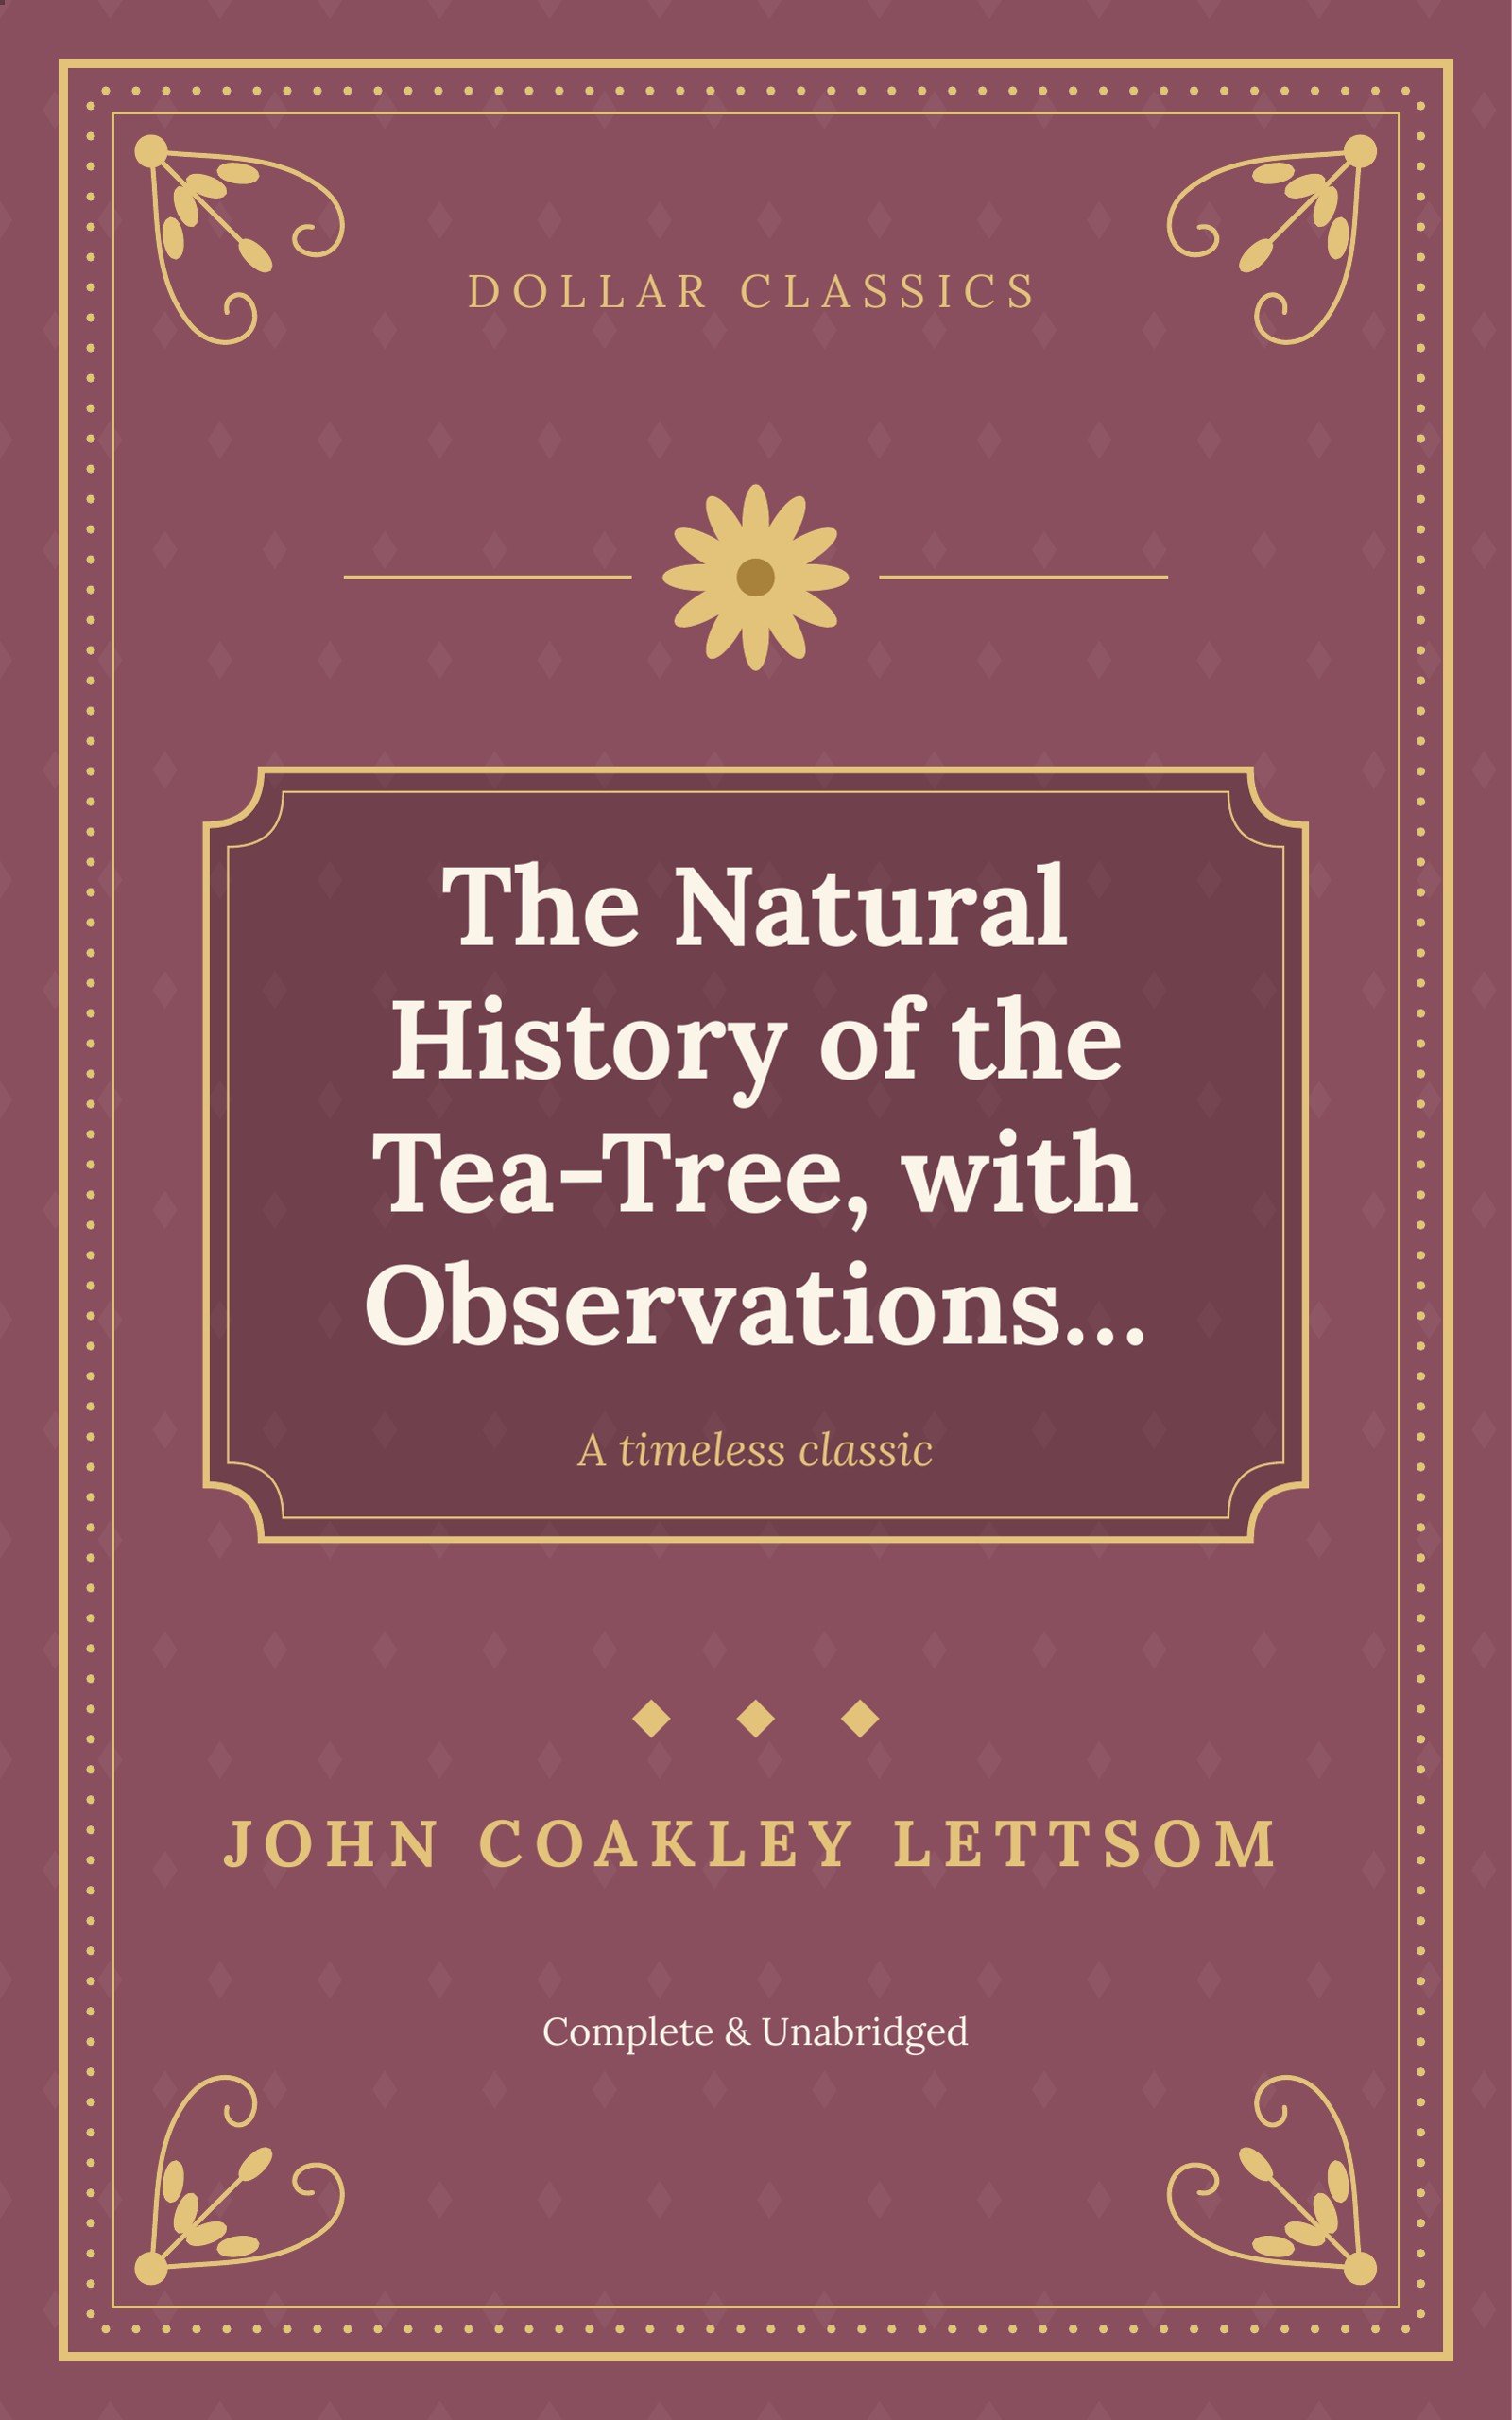 DOLLAR CLASSICS
The Natural
History of the
Tea-Tree, with
Observations...
A timeless classic
JOHN COAKLEY LETTSOM
Complete & Unabridged